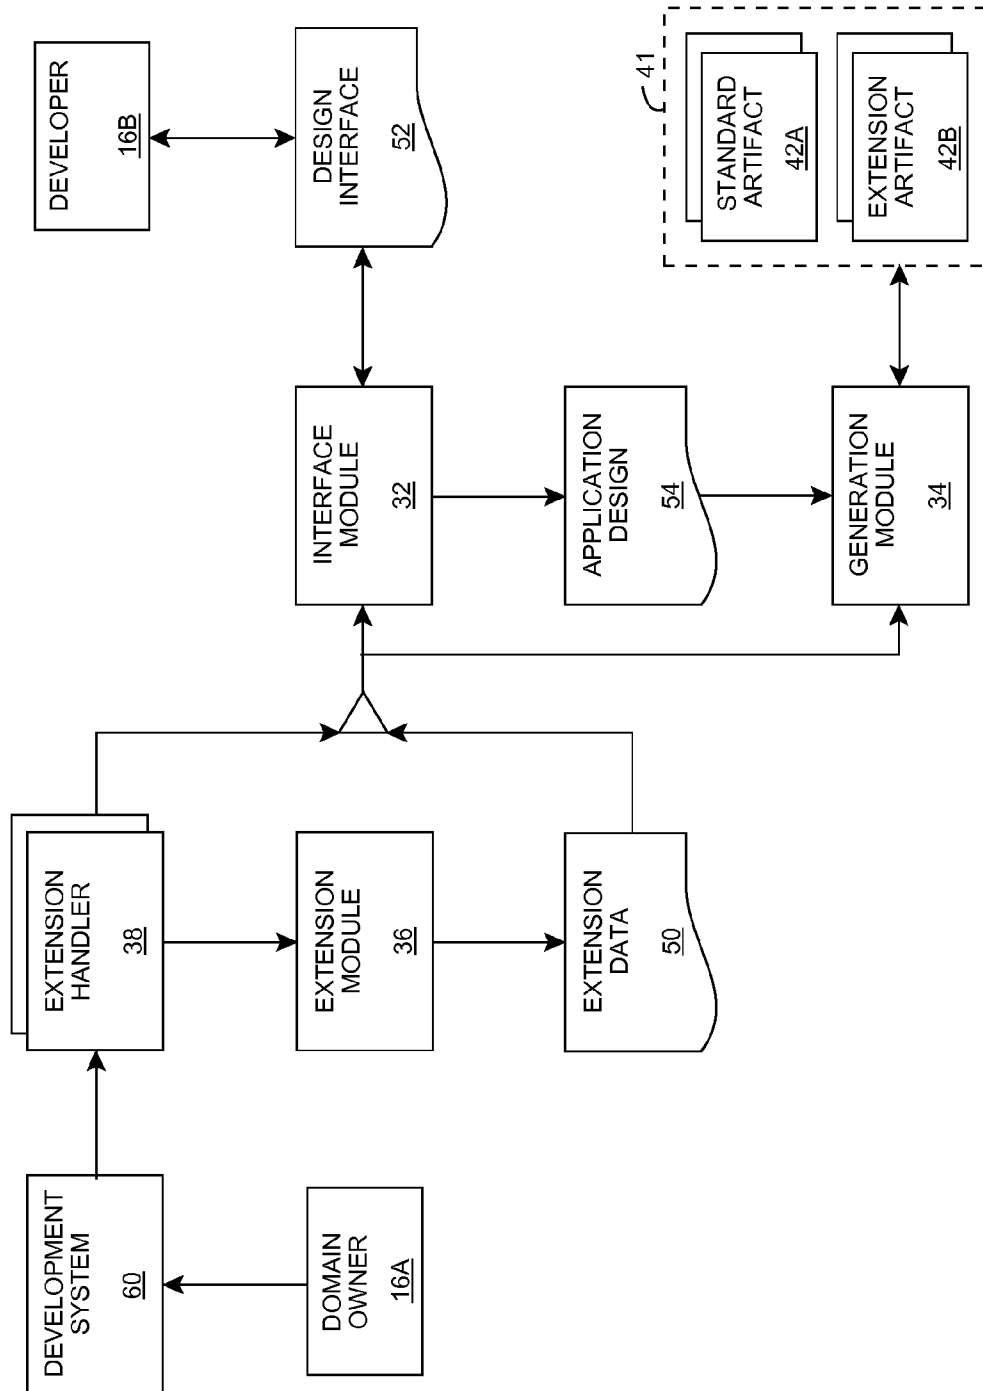 DEVELOPMENT
SYSTEM
60
DOMAIN
OWNER
16A
EXTENSION
HANDLER
38
EXTENSION
MODULE
36
EXTENSION
DATA
50
INTERFACE
MODULE
32
APPLICATION
DESIGN
54
GENERATION
MODULE
34
DEVELOPER
16B
DESIGN
INTERFACE
52
41
STANDARD
ARTIFACT
42A
EXTENSION
ARTIFACT
42B